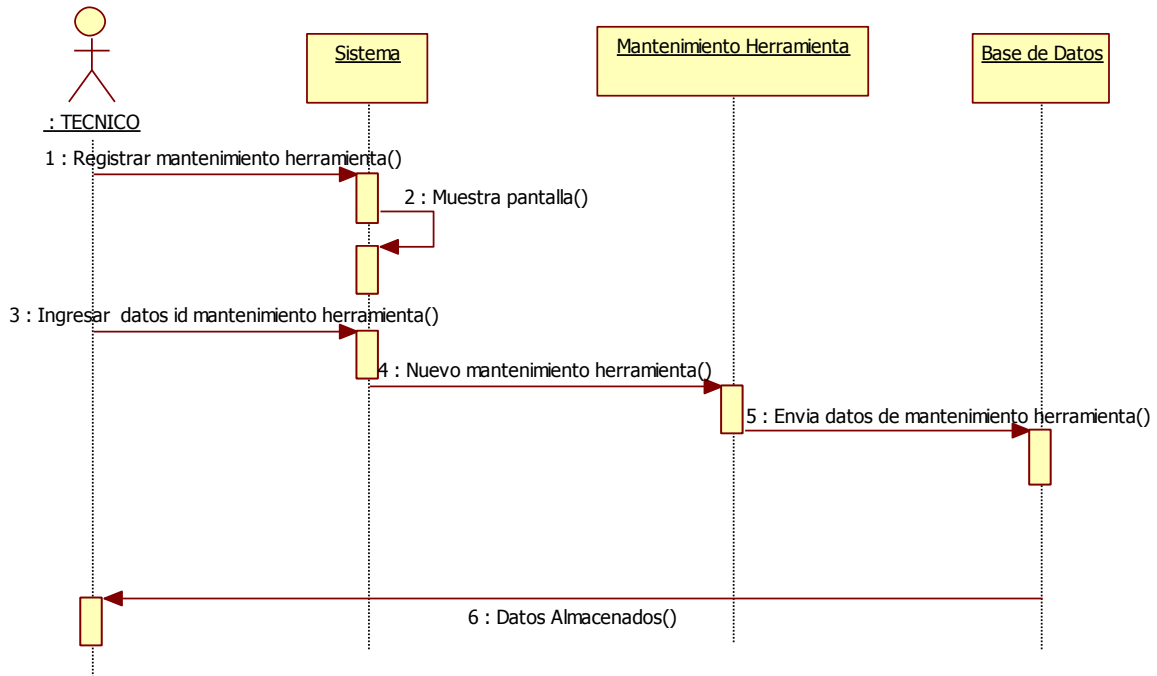 Sistema
Mantenimiento Herramienta
Base de Datos
: TECNICO
1 : Registrar mantenimiento herramienta()
2 : Muestra pantalla()
3 : Ingresar  datos id mantenimiento herramienta()
4 : Nuevo mantenimiento herramienta()
5 : Envia datos de mantenimiento herramienta()
6 : Datos Almacenados()